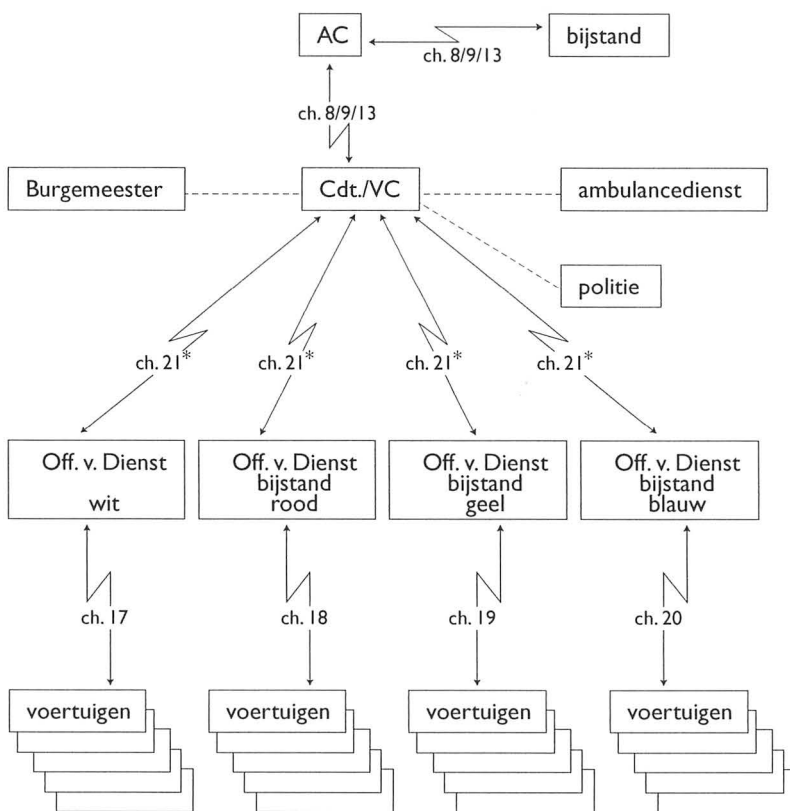 AC
bijstand
ch. 8/9/13
ch. 8/9/13
Burgemeester
Cdt./VC
ambulancedienst
politie
ch. 21*
ch. 21*
ch. 21*
ch. 21*
Off. v. Dienst
wit
Off. v. Dienst
bijstand
rood
Off. v. Dienst
bijstand
geel
Off. v. Dienst
bijstand
blauw
ch. 17
ch. 18
ch. 19
ch. 20
voertuigen
voertuigen
voertuigen
voertuigen